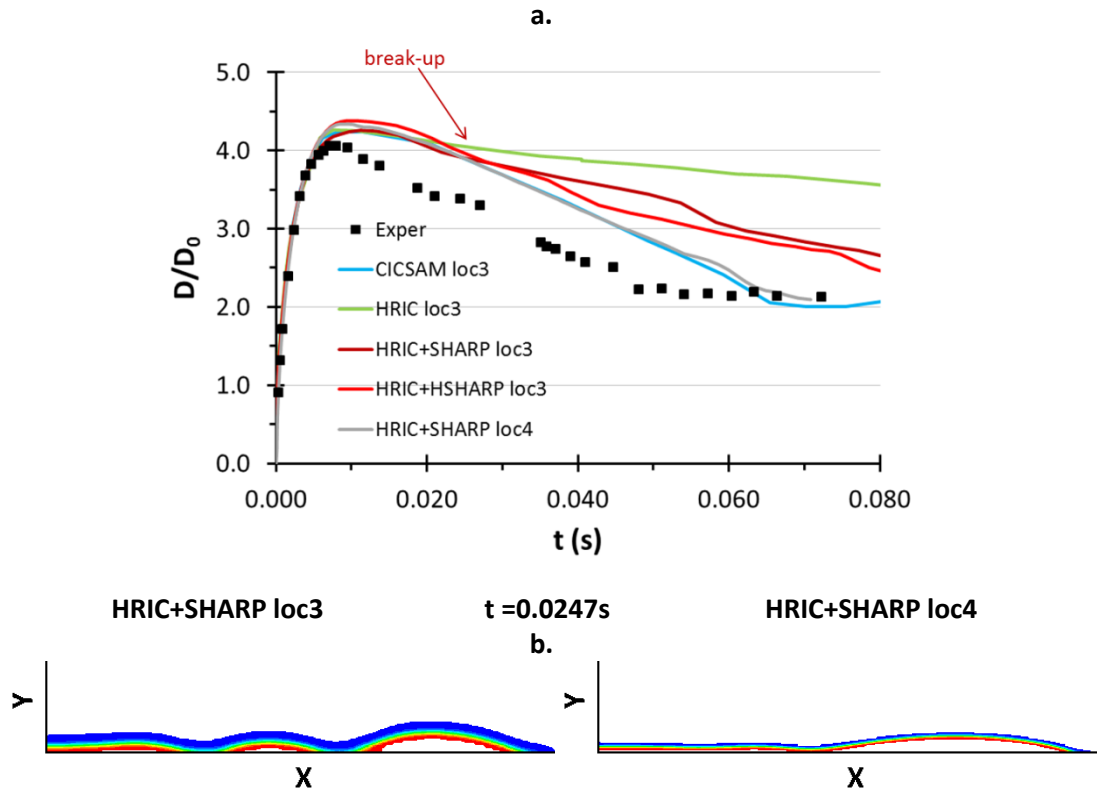 a.
break-up
5.0
4.0
3.0
2.0
1.0
0.0
D/D0
Exper
CICSAM loc3
HRIC loc3
HRIC+SHARP loc3
HRIC+HSHARP loc3
HRIC+SHARP loc4
0.000 0.020 0.040 0.060 0.080
t (s)
HRIC+SHARP loc3 t =0.0247s HRIC+SHARP loc4
b.
Y Y
X X